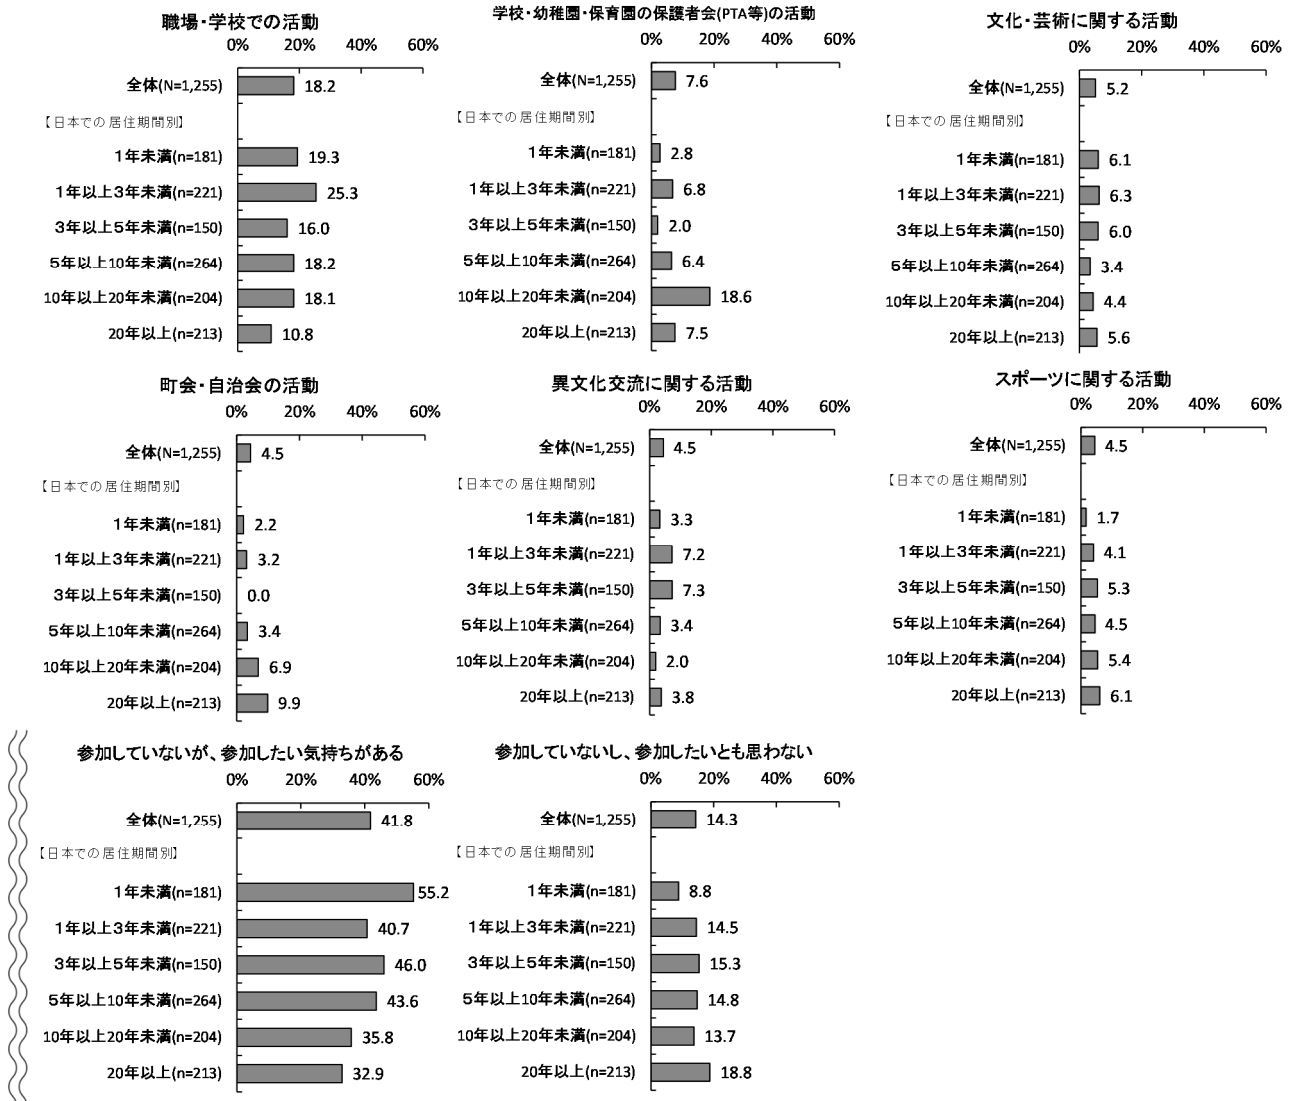 職場・学校での活動
0% 20% 40% 60%
全体(N=1,255) 18.2
【日本での居住期間別】
1年未満(n=181) 19.3
1年以上3年未満(n=221) 25.3
3年以上5年未満(n=150) 16.0
5年以上10年未満(n=264) 18.2
10年以上20年未満(n=204) 18.1
20年以上(n=213) 10.8
学校・幼稚園・保育園の保護者会(PTA等)の活動
0% 20% 40% 60%
全体(N=1,255) 7.6
【日本での居住期間別】
1年未満(n=181) 2.8
1年以上3年未満(n=221) 6.8
3年以上5年未満(n=150) 2.0
5年以上10年未満(n=264) 6.4
10年以上20年未満(n=204) 18.6
20年以上(n=213) 7.5
文化・芸術に関する活動
0% 20% 40% 60%
全体(N=1,255) 5.2
【日本での居住期間別】
1年未満(n=181) 6.1
1年以上3年未満(n=221) 6.3
3年以上5年未満(n=150) 6.0
5年以上10年未満(n=264) 3.4
10年以上20年未満(n=204) 4.4
20年以上(n=213) 5.6
町会・自治会の活動
0% 20% 40% 60%
全体(N=1,255) 4.5
【日本での居住期間別】
1年未満(n=181) 2.2
1年以上3年未満(n=221) 3.2
3年以上5年未満(n=150) 0.0
5年以上10年未満(n=264) 3.4
10年以上20年未満(n=204) 6.9
20年以上(n=213) 9.9
異文化交流に関する活動
0% 20% 40% 60%
全体(N=1,255) 4.5
【日本での居住期間別】
1年未満(n=181) 3.3
1年以上3年未満(n=221) 7.2
3年以上5年未満(n=150) 7.3
5年以上10年未満(n=264) 3.4
10年以上20年未満(n=204) 2.0
20年以上(n=213) 3.8
スポーツに関する活動
0% 20% 40% 60%
全体(N=1,255) 4.5
【日本での居住期間別】
1年未満(n=181) 1.7
1年以上3年未満(n=221) 4.1
3年以上5年未満(n=150) 5.3
5年以上10年未満(n=264) 4.5
10年以上20年未満(n=204) 5.4
20年以上(n=213) 6.1
参加していないが、参加したい気持ちがある
0% 20% 40% 60%
全体(N=1,255) 41.8
【日本での居住期間別】
1年未満(n=181) 55.2
1年以上3年未満(n=221) 40.7
3年以上5年未満(n=150) 46.0
5年以上10年未満(n=264) 43.6
10年以上20年未満(n=204) 35.8
20年以上(n=213) 32.9
参加していないし、参加したいとも思わない
0% 20% 40% 60%
全体(N=1,255) 14.3
【日本での居住期間別】
1年未満(n=181) 8.8
1年以上3年未満(n=221) 14.5
3年以上5年未満(n=150) 15.3
5年以上10年未満(n=264) 14.8
10年以上20年未満(n=204) 13.7
20年以上(n=213) 18.8